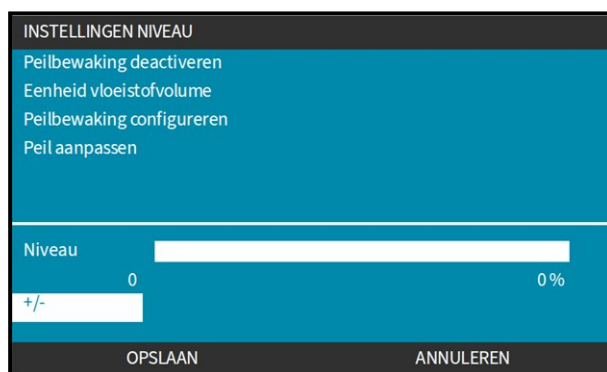 INSTELLINGEN NIVEAU
Peilbewaking deactiveren
Eenheid vloeistofvolume
Peilbewaking configureren
Peil aanpassen
Niveau
0 0 %
+/-
OPSLAAN ANNULEREN